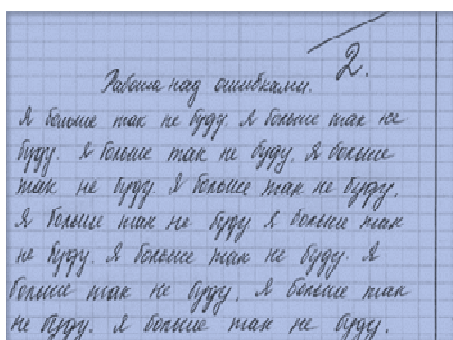 2.
Работа над ошибками.
Я больше так не буду. Я больше так не
буду. Я больше так не буду. Я больше
так не буду. Я больше так не буду.
Я больше так не буду Я больше так
не буду. Я больше так не буду. Я
больше так не буду. Я больше так
не буду. Я больше так не буду.